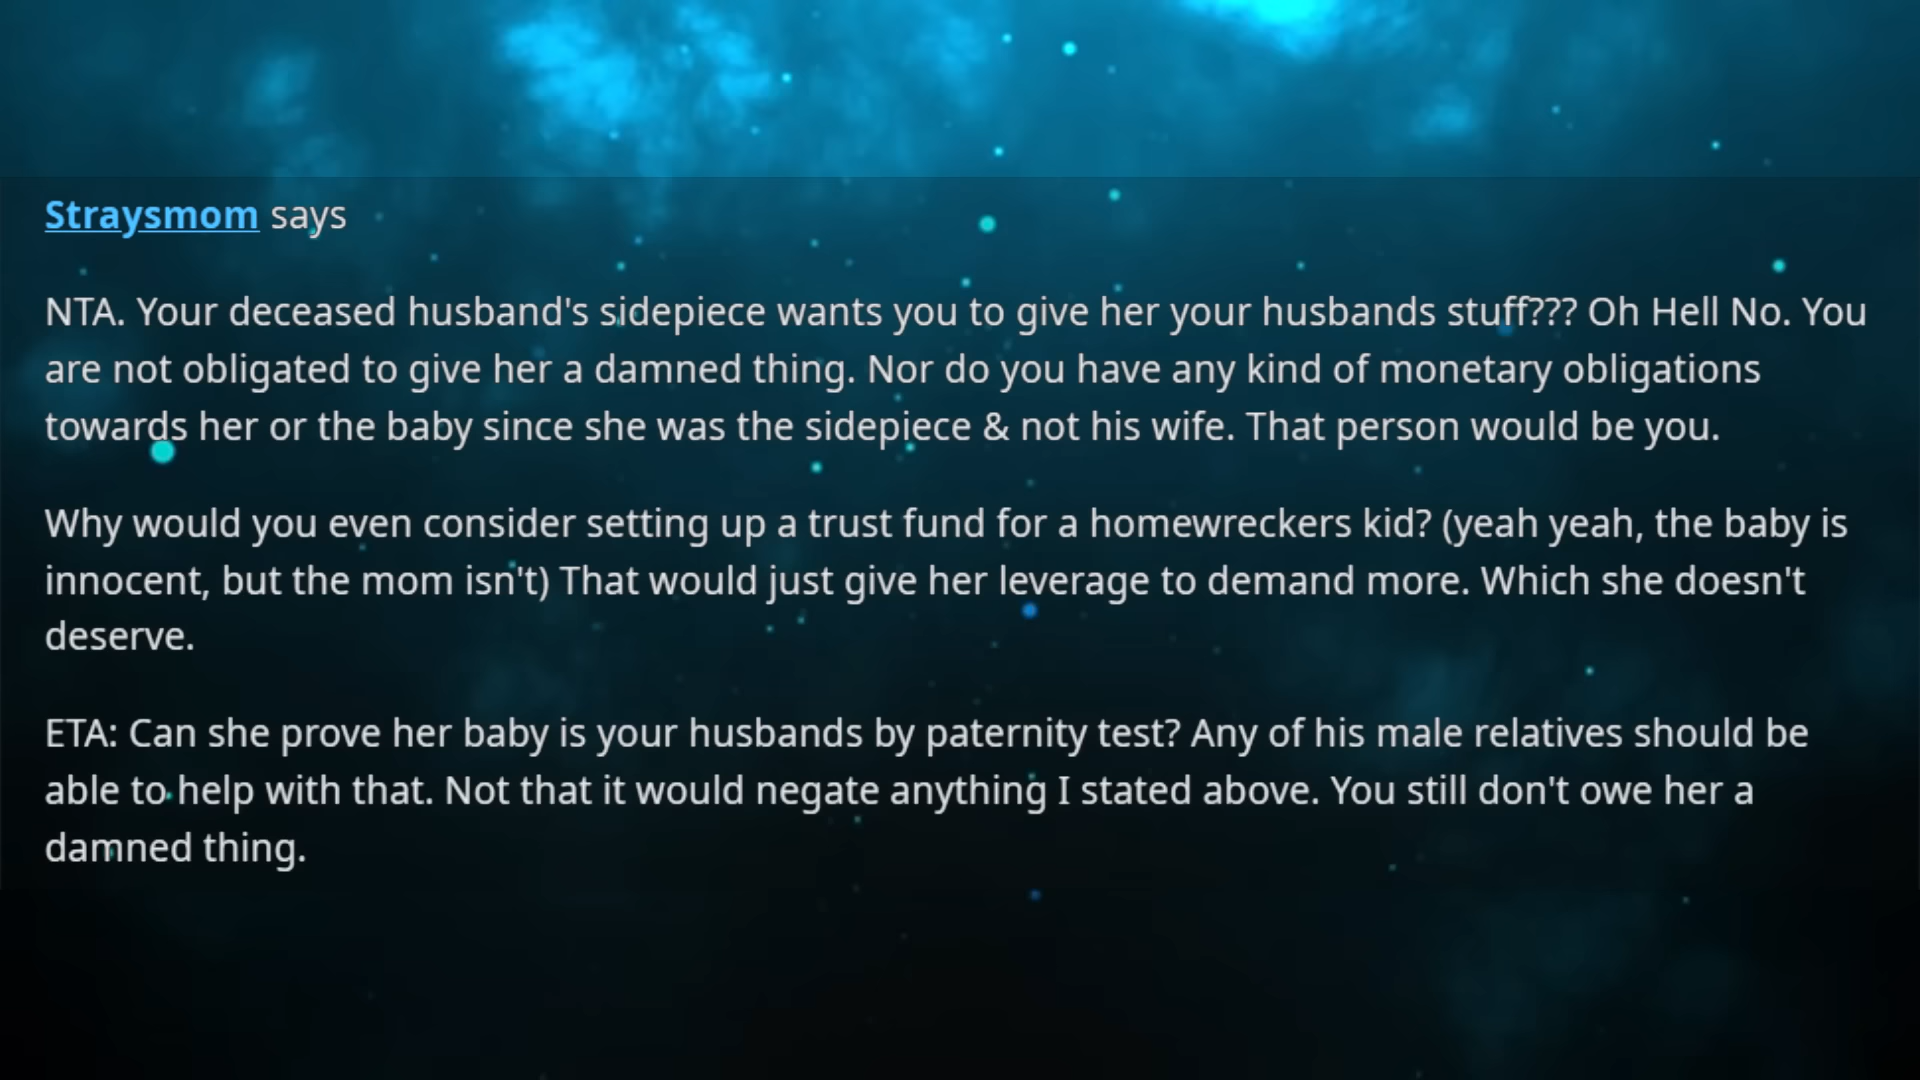 Straysmom says
NTA. Your deceased husband's sidepiece wants you to give her your husbands stuff??? Oh Hell No. You
are not obligated to give her a damned thing. Nor do you have any kind of monetary obligations
towards her or the baby since she was the sidepiece & not his wife. That person would be you.
Why would you even consider setting up a trust fund for a homewreckers kid? (yeah yeah, the baby is
innocent, but the mom isn't) That would just give her leverage to demand more. Which she doesn't
deserve.
ETA: Can she prove her baby is your husbands by paternity test? Any of his male relatives should be
able to help with that. Not that it would negate anything I stated above. You still don't owe her a
damned thing.